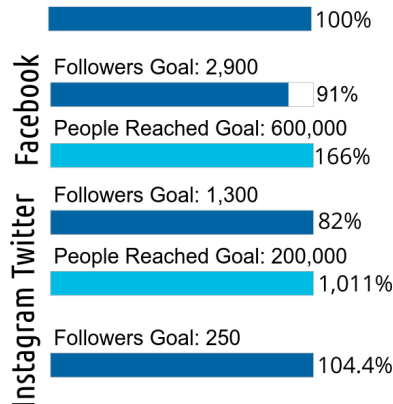 100%
Facebook
Followers Goal: 2,900
91%
People Reached Goal: 600,000
166%
Twitter
Followers Goal: 1,300
82%
People Reached Goal: 200,000
1,011%
Instagram
Followers Goal: 250
104.4%